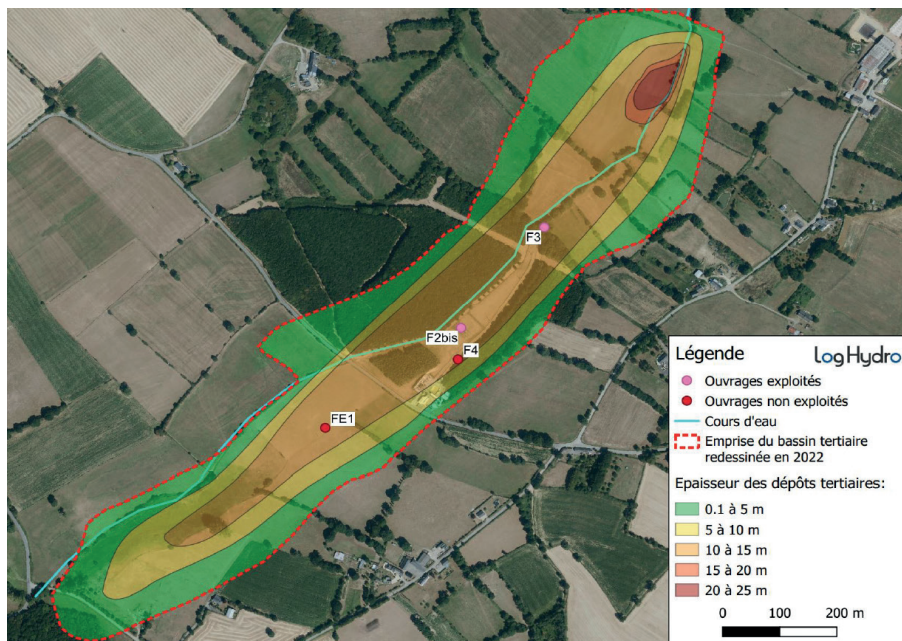 F3
F2bis
F4
FE1
Légende
logHydro
Ouvrages exploités
Ouvrages non exploités
Cours d'eau
Emprise du bassin tertiaire
redessinée en 2022
Epaisseur des dépôts tertiaires:
0.1 à 5 m
5 à 10 m
10 à 15 m
15 à 20 m
20 à 25 m
0 100 200 m